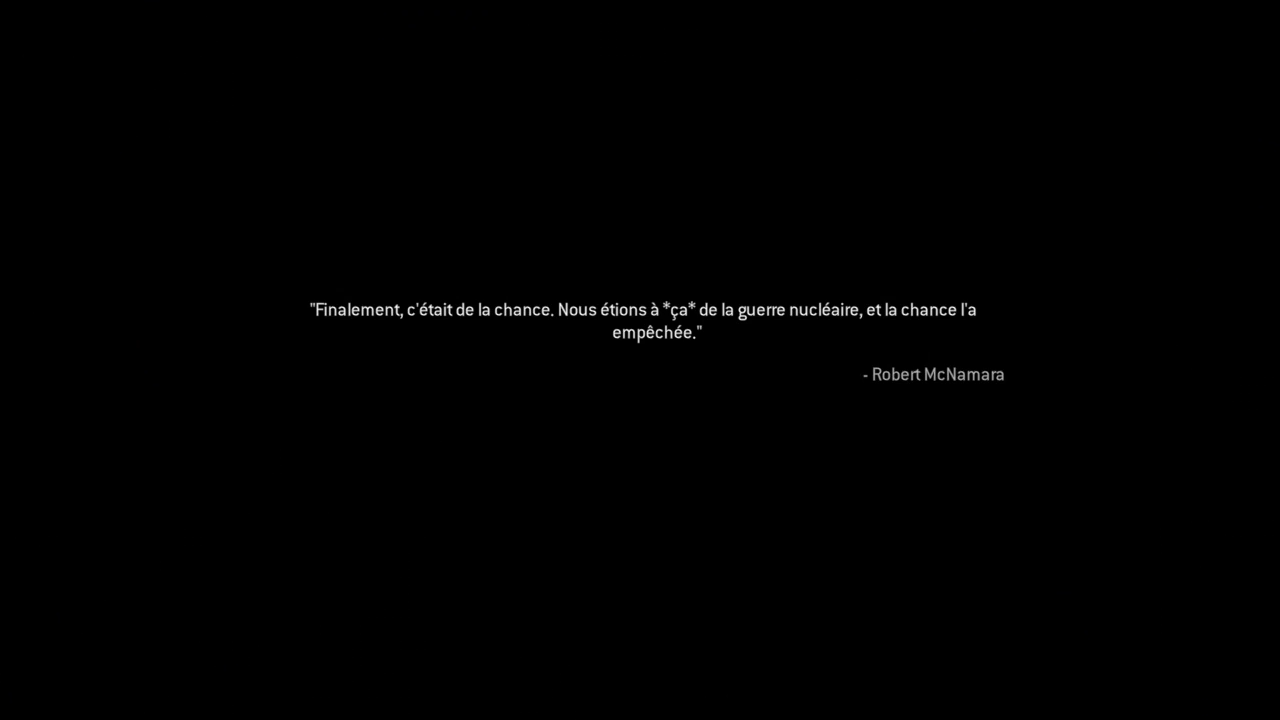 "Finalement, c'était de la chance. Nous étions à *ça* de la guerre nucléaire, et la chance l'a
empêchée."
- Robert McNamara